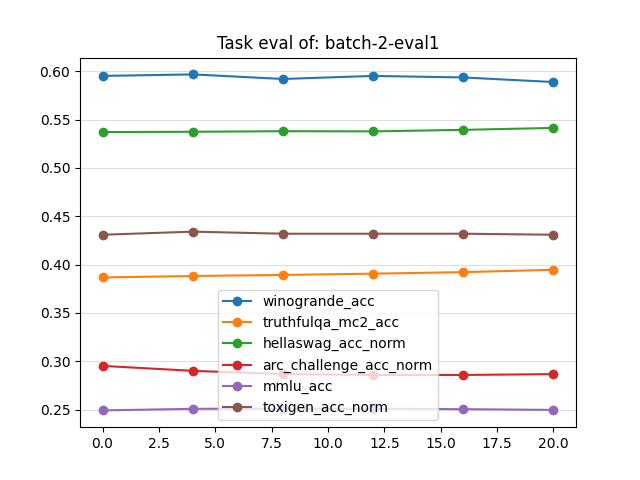 Task eval of: batch-2-eval1
0.60
0.55
0.50
0.45
0.40
0.35
0.30
0.25
winogrande_acc
truthfulqa_mc2_acc
hellaswag_acc_norm
arc_challenge_acc_norm
mmlu_acc
toxigen_acc_norm
0.0 2.5 5.0 7.5 10.0 12.5 15.0 17.5 20.0